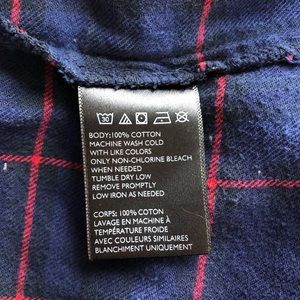 BODY: 100% COTTON
MACHINE WASH COLD
WITH LIKE COLORS
ONLY NON-CHLORINE BLEACH
WHEN NEEDED
TUMBLE DRY LOW
REMOVE PROMPTLY
LOW IRON AS NEEDED
CORPS: 100% COTON
LAVAGE EN MACHINE À
TEMPÉRATURE FROIDE
AVEC COULEURS SIMILAIRES
BLANCHIMENT UNIQUEMENT